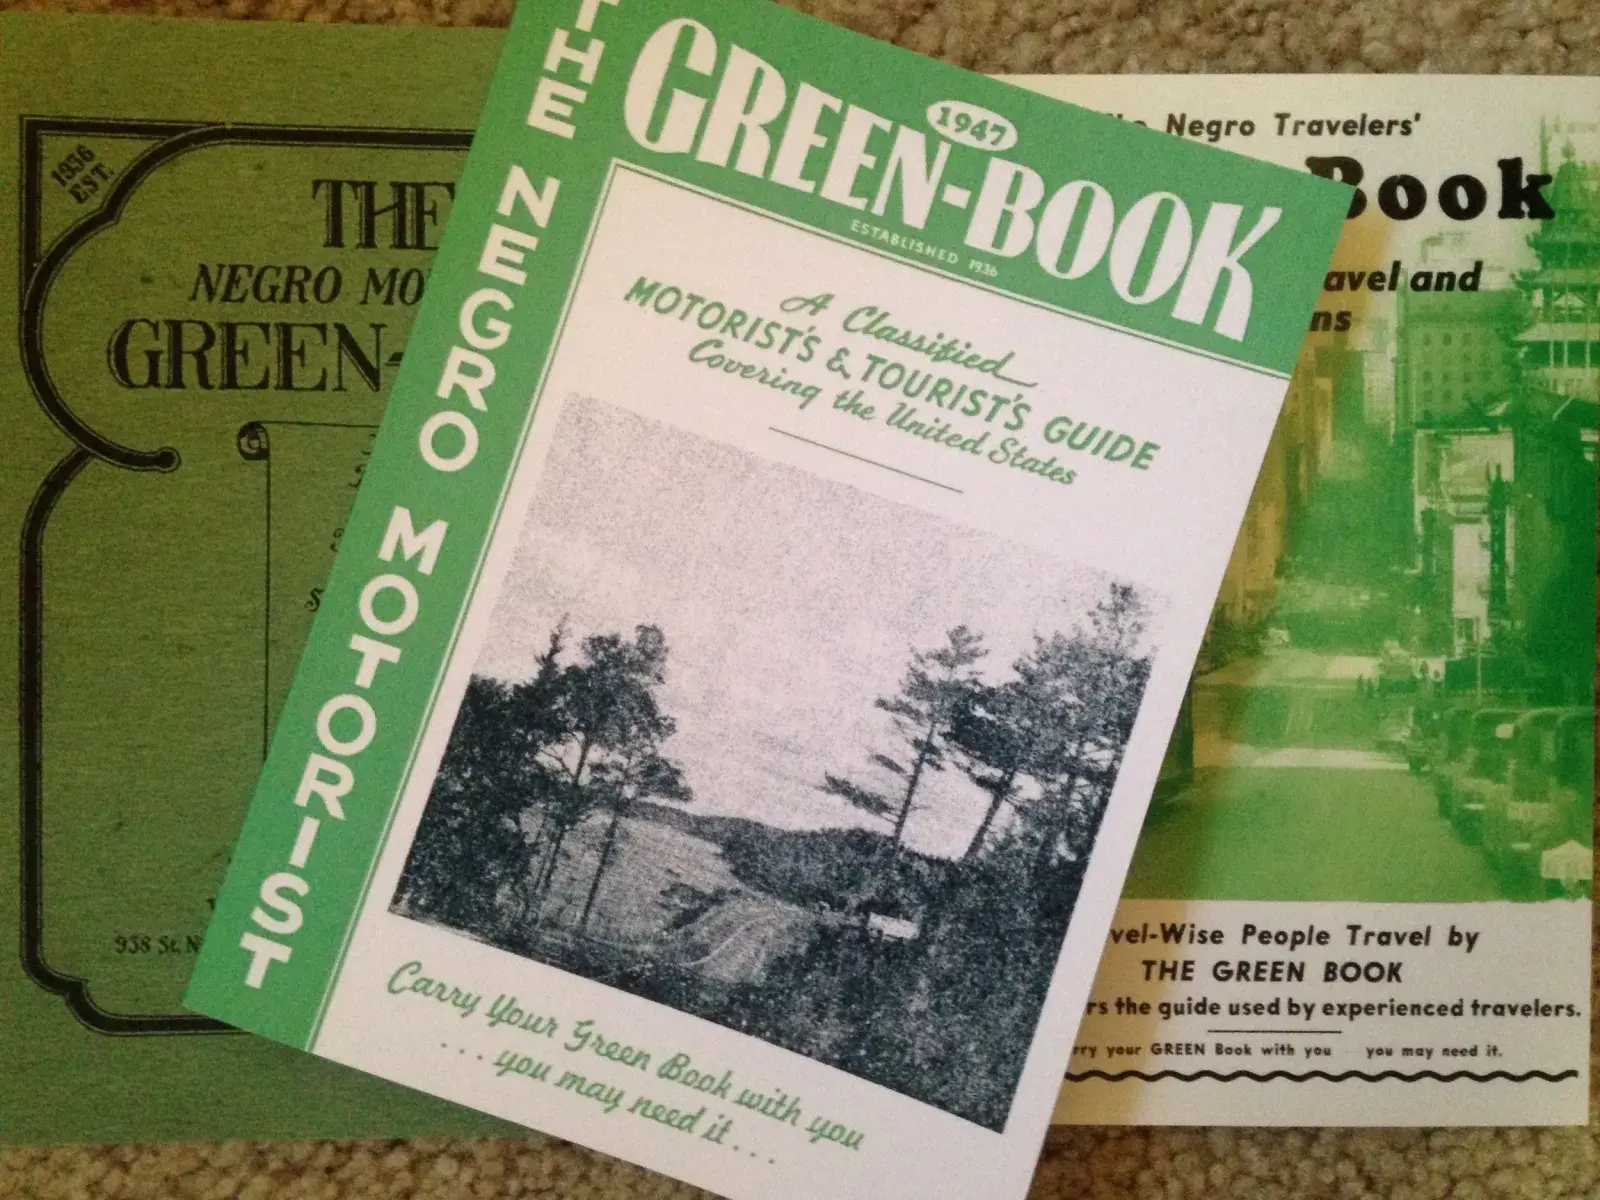 1936
EST.
THE
NEGRO MO
GREEN-
938 St. N
THE NEGRO MOTORIST
GREEN-BOOK
1947
ESTABLISHED 1936
A Classified
MOTORIST'S & TOURIST'S GUIDE
Covering the United States
Carry Your Green Book with you
...you may need it...
Negro Travelers'
Book
avel and
ns
vel-Wise People Travel by
THE GREEN BOOK
rs the guide used by experienced travelers.
rry your GREEN Book with you you may need it.